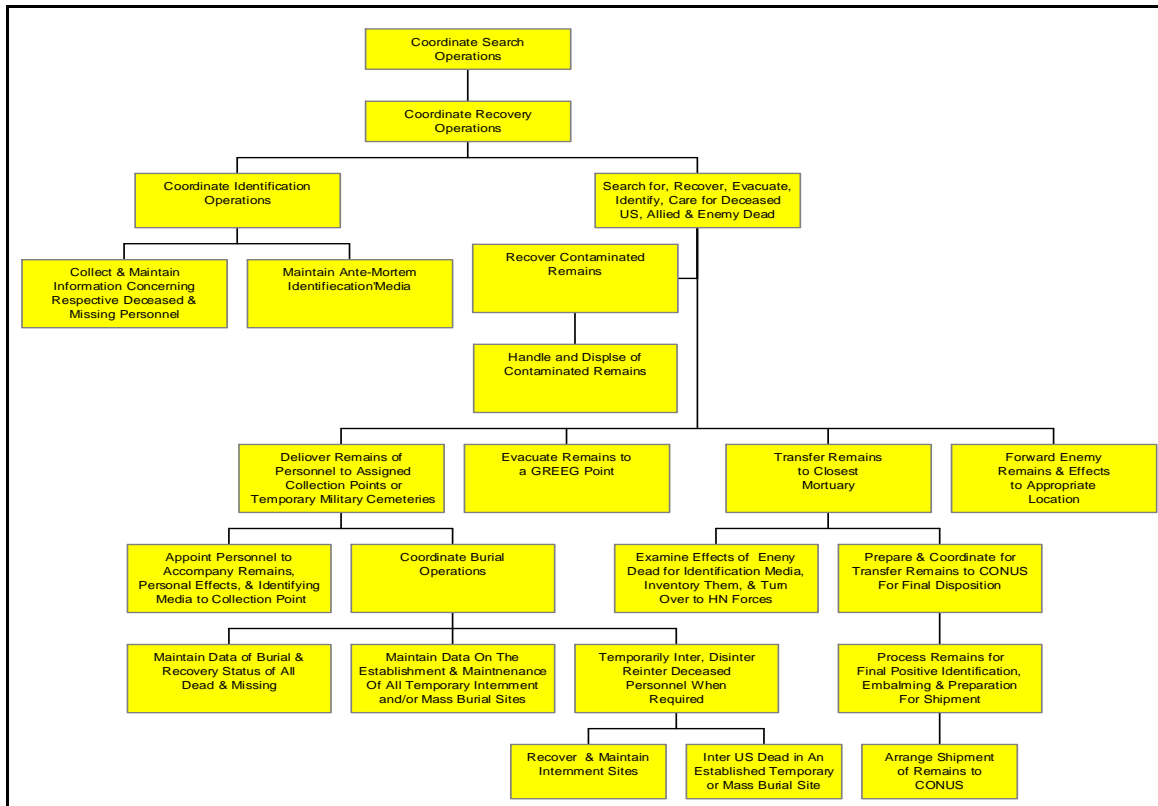 Coordinate Search
Operations
Coordinate Recovery
Operations
Coordinate Identification
Operations
Search for, Recover, Evacuate,
Identify, Care for Deceased
US, Allied & Enemy Dead
Collect & Maintain
Information Concerning
Respective Deceased &
Missing Personnel
Maintain Ante-Mortem
Identifiecation'Media
Recover Contaminated
Remains
Handle and Displse of
Contaminated Remains
Deliover Remains of
Personnel to Assigned
Collection Points or
Temporary Military Cemeteries
Evacuate Remains to
a GREEG Point
Transfer Remains
to Closest
Mortuary
Forward Enemy
Remains & Effects
to Appropriate
Location
Appoint Personnel to
Accompany Remains,
Personal Effects, & Identifying
Media to Collection Point
Coordinate Burial
Operations
Examine Effects of Eneny
Dead for Identification Media,
Inventory Them, & Turn
Over to HN Forces
Prepare & Coordinate for
Transfer Remains to CONUS
For Final Disposition
Maintain Data of Burial &
Recovery Status of All
Dead & Missing
Maintain Data On The
Establishment & Maintnenance
Of All Temporary Internment
and/or Mass Burial Sites
Temporarily Inter, Disinter
Reinter Deceased
Personnel When
Required
Process Remains for
Final Positive Identification,
Embalming & Preparation
For Shipment
Recover & Maintain
Internment Sites
Inter US Dead in An
Established Temporary
or Mass Burial Site
Arrange Shipment
of Remains to
CONUS